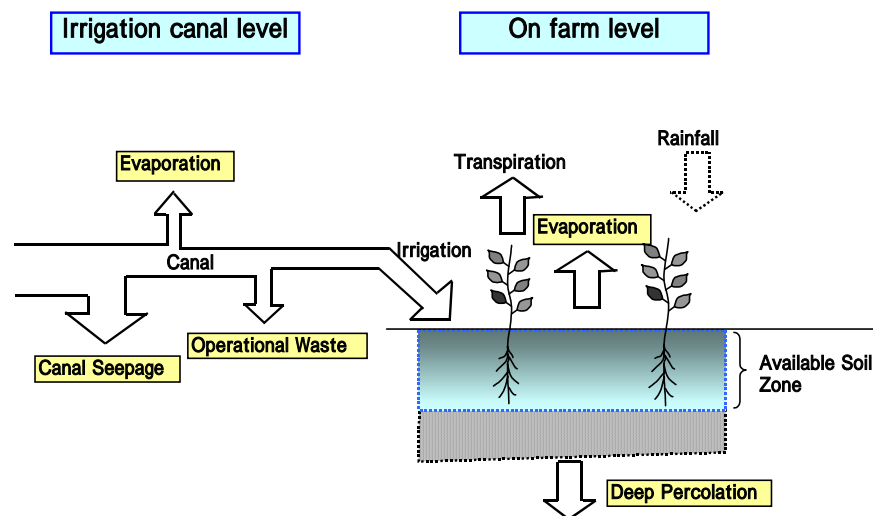 Irrigation canal level
On farm level
Rainfall
Evaporation
Transpiration
Evaporation
Irrigation
Canal
Operational Waste
Canal Seepage
Available Soil
Zone
Deep Percolation